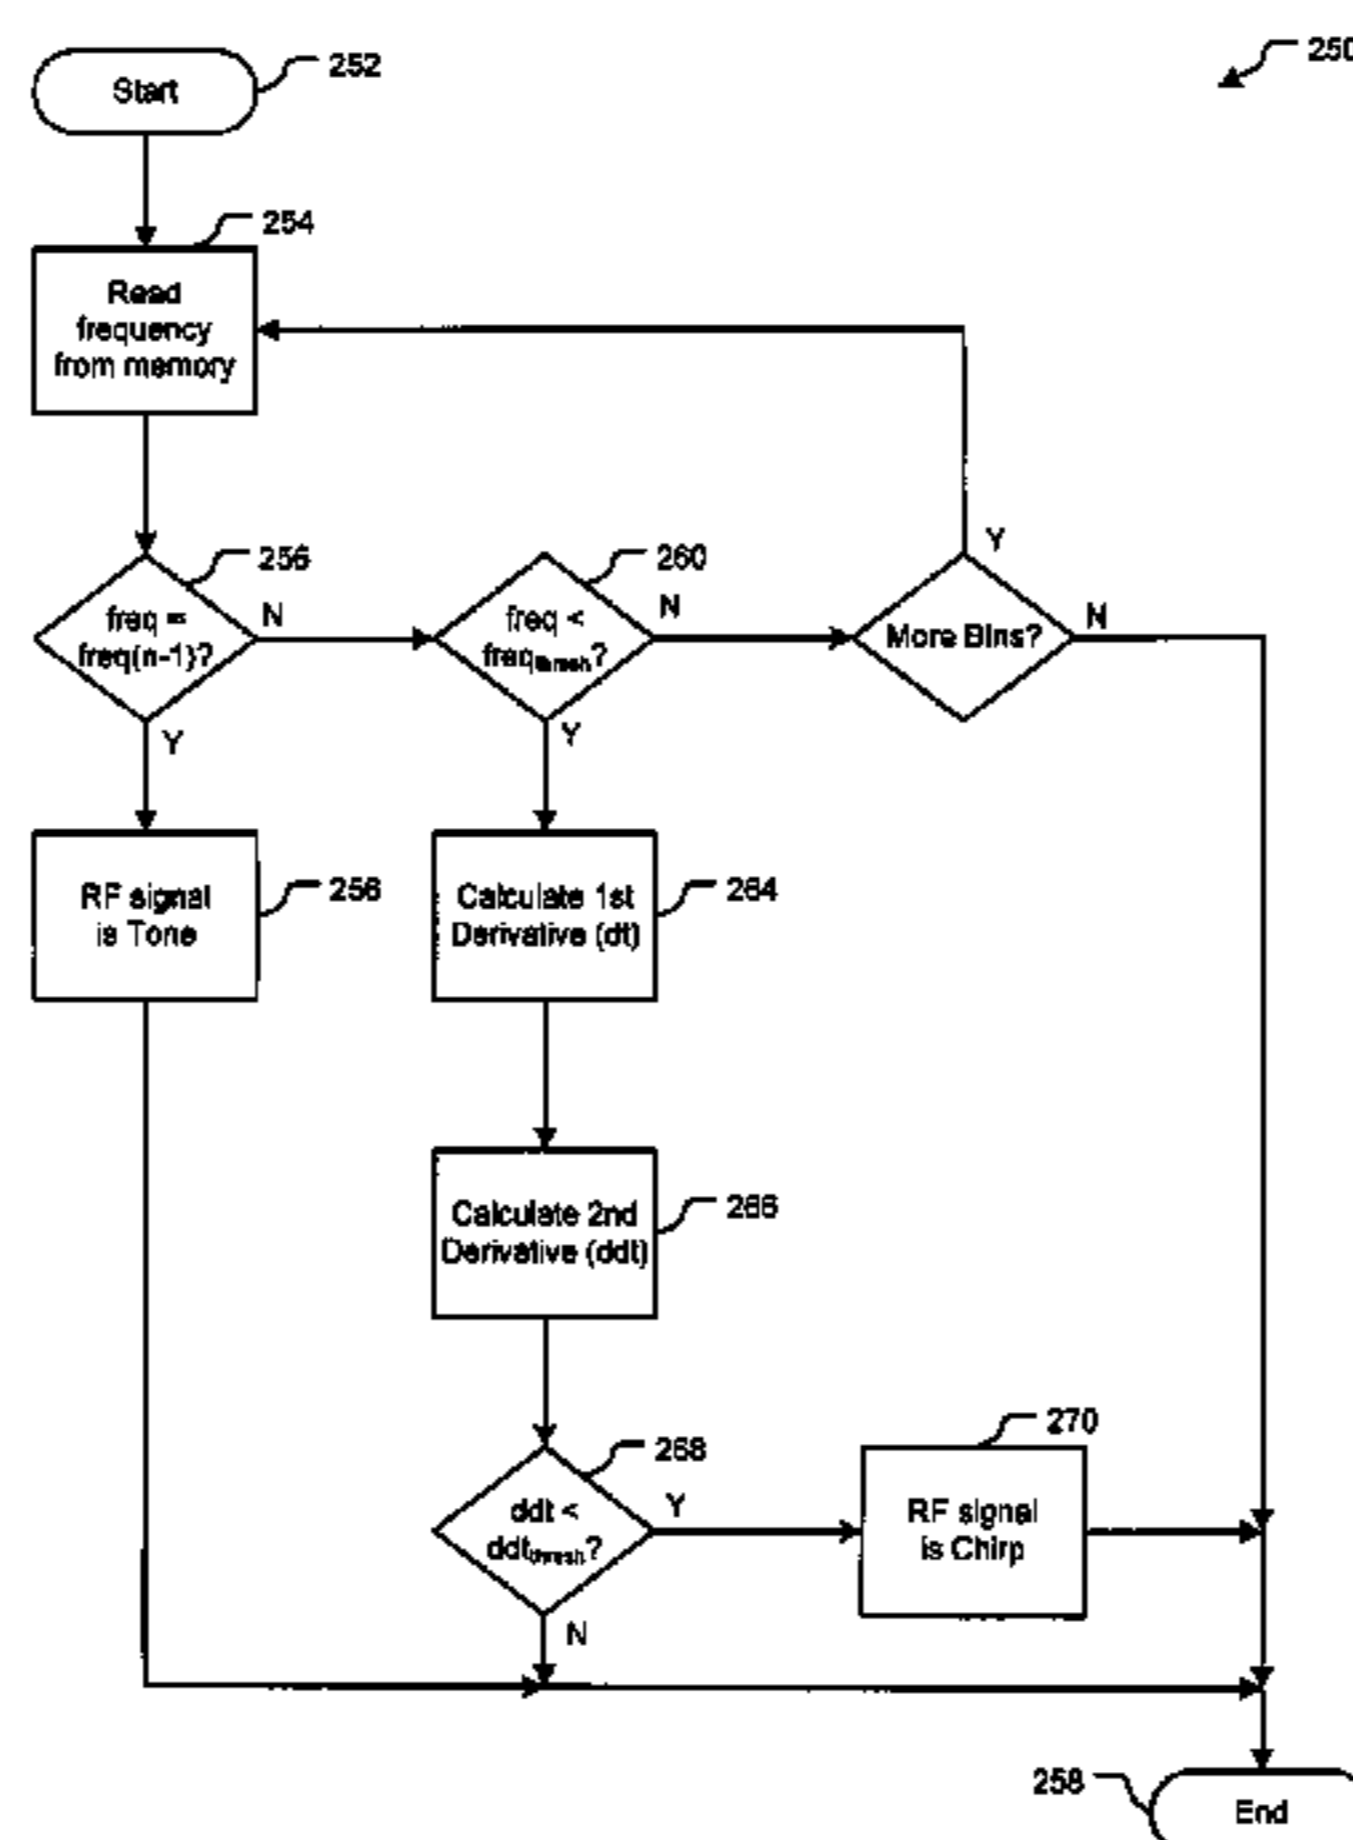 250
Start
252
254
Read
frequency
from memory
256
freq =
freq(n-1)?
N
Y
260
freq <
freqthresh?
N
Y
More Bins?
Y
N
RF signal
is Tone
256
Calculate 1st
Derivative (dt)
264
Calculate 2nd
Derivative (ddt)
266
268
ddt <
ddtthresh?
Y
N
270
RF signal
is Chirp
258
End